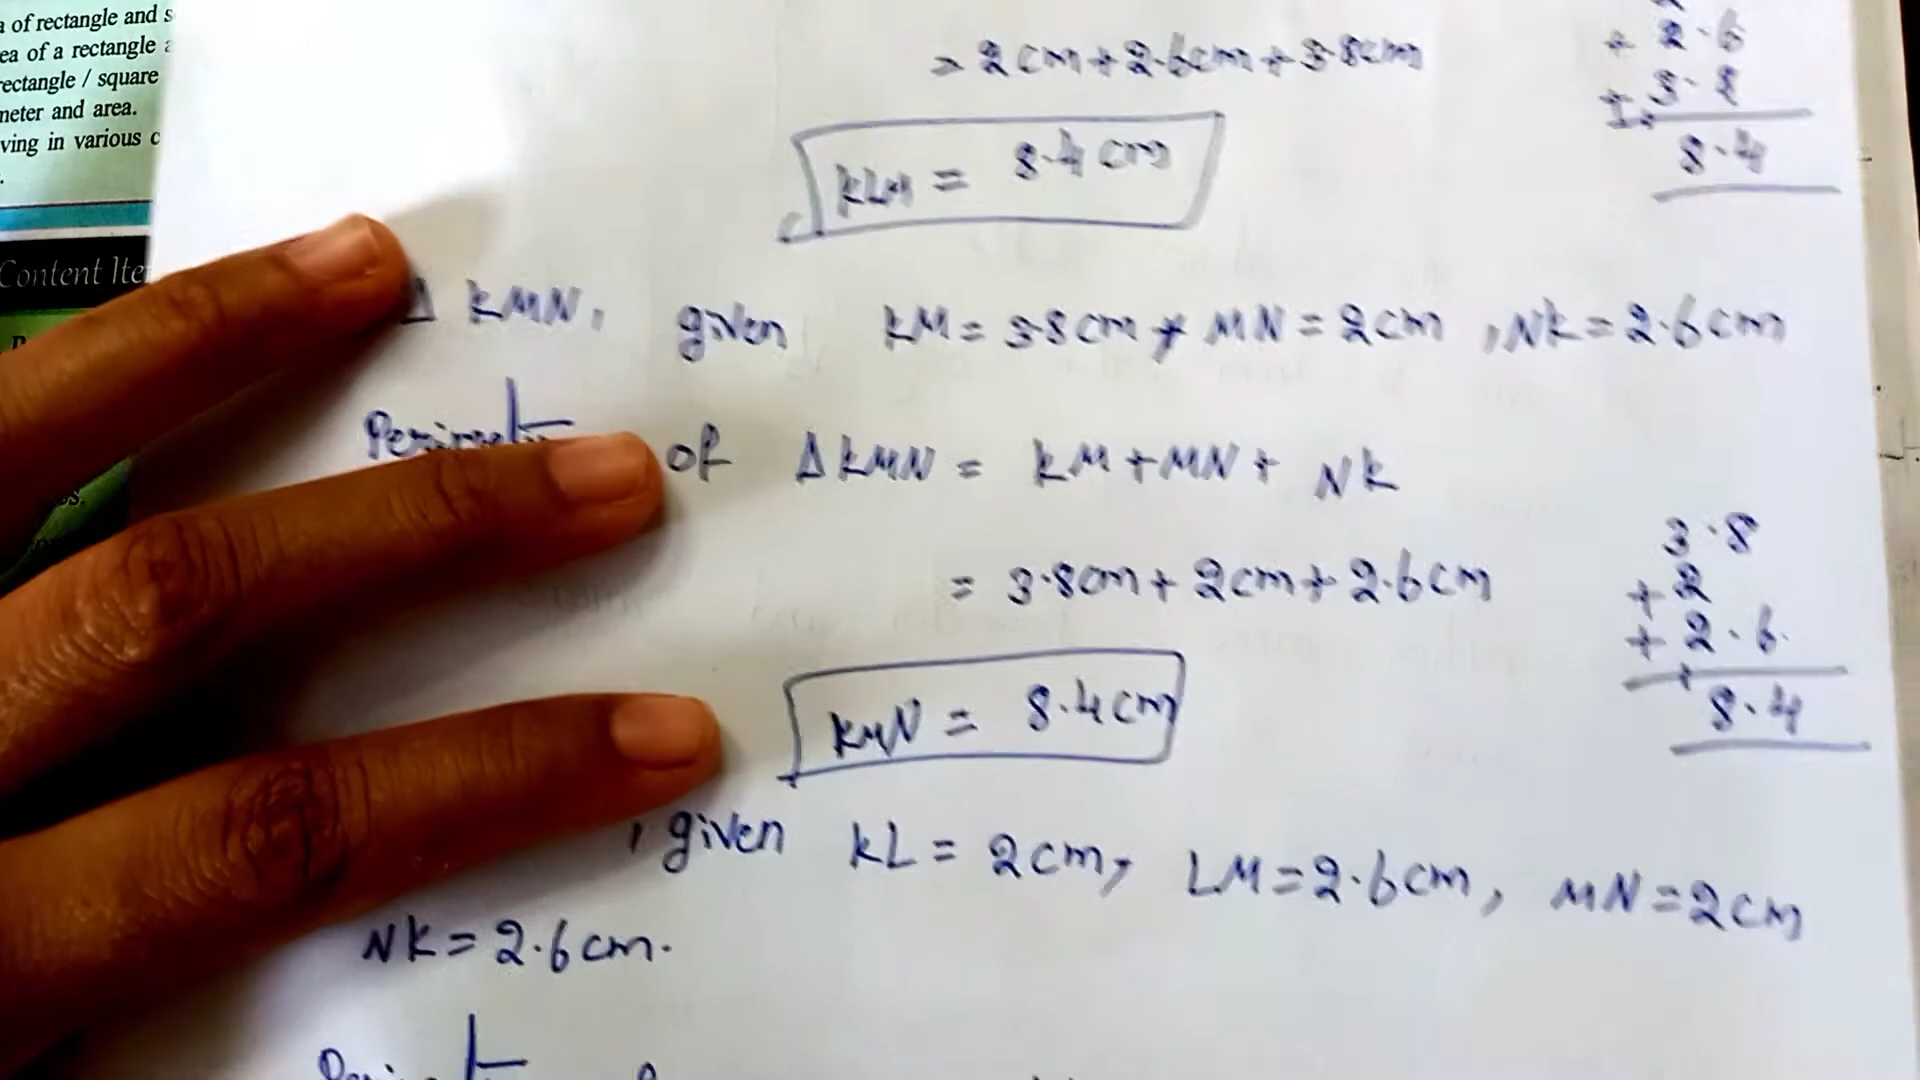 of rectangle and
ea of a rectangle
rectangle / square
meter and area.
ving in various
= 2cm+2.6cm+3.8cm
+ 2.6
+ 3.8
8.4
KLM = 8.4cm
Content Ite
Δ KMN, given KM = 3.8cm, MN = 2cm, NK = 2.6cm
Perimeter of ΔKMN = KM + MN + NK
= 3.8cm + 2cm + 2.6cm
3.8
+ 2
+ 2.6
8.4
KMN = 8.4cm
, given KL = 2cm, LM = 2.6cm, MN = 2cm
NK = 2.6cm.